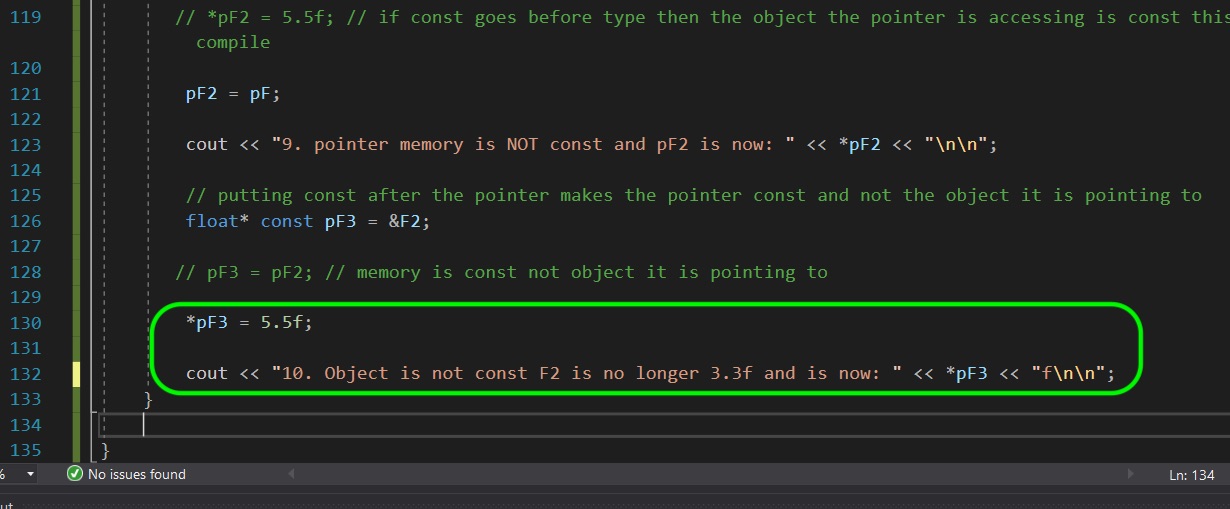 119 // *pF2 = 5.5f; // if const goes before type then the object the pointer is accessing is const this
compile
120
121 pF2 = pF;
122
123 cout << "9. pointer memory is NOT const and pF2 is now: " << *pF2 << "\n\n";
124
125 // putting const after the pointer makes the pointer const and not the object it is pointing to
126 float* const pF3 = &F2;
127
128 // pF3 = pF2; // memory is const not object it is pointing to
129
130 *pF3 = 5.5f;
131
132 cout << "10. Object is not const F2 is no longer 3.3f and is now: " << *pF3 << "f\n\n";
133 }
134
135 }
% No issues found Ln: 134
ut